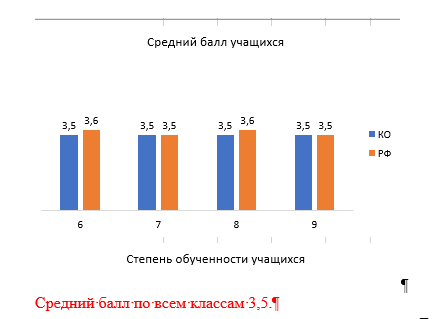 Средний балл учащихся
3,5 3,6 3,5 3,5 3,5 3,6 3,5 3,5
КО
РФ
6 7 8 9
Степень обученности учащихся
¶
Средний·балл·по·всем·классам·3,5.¶